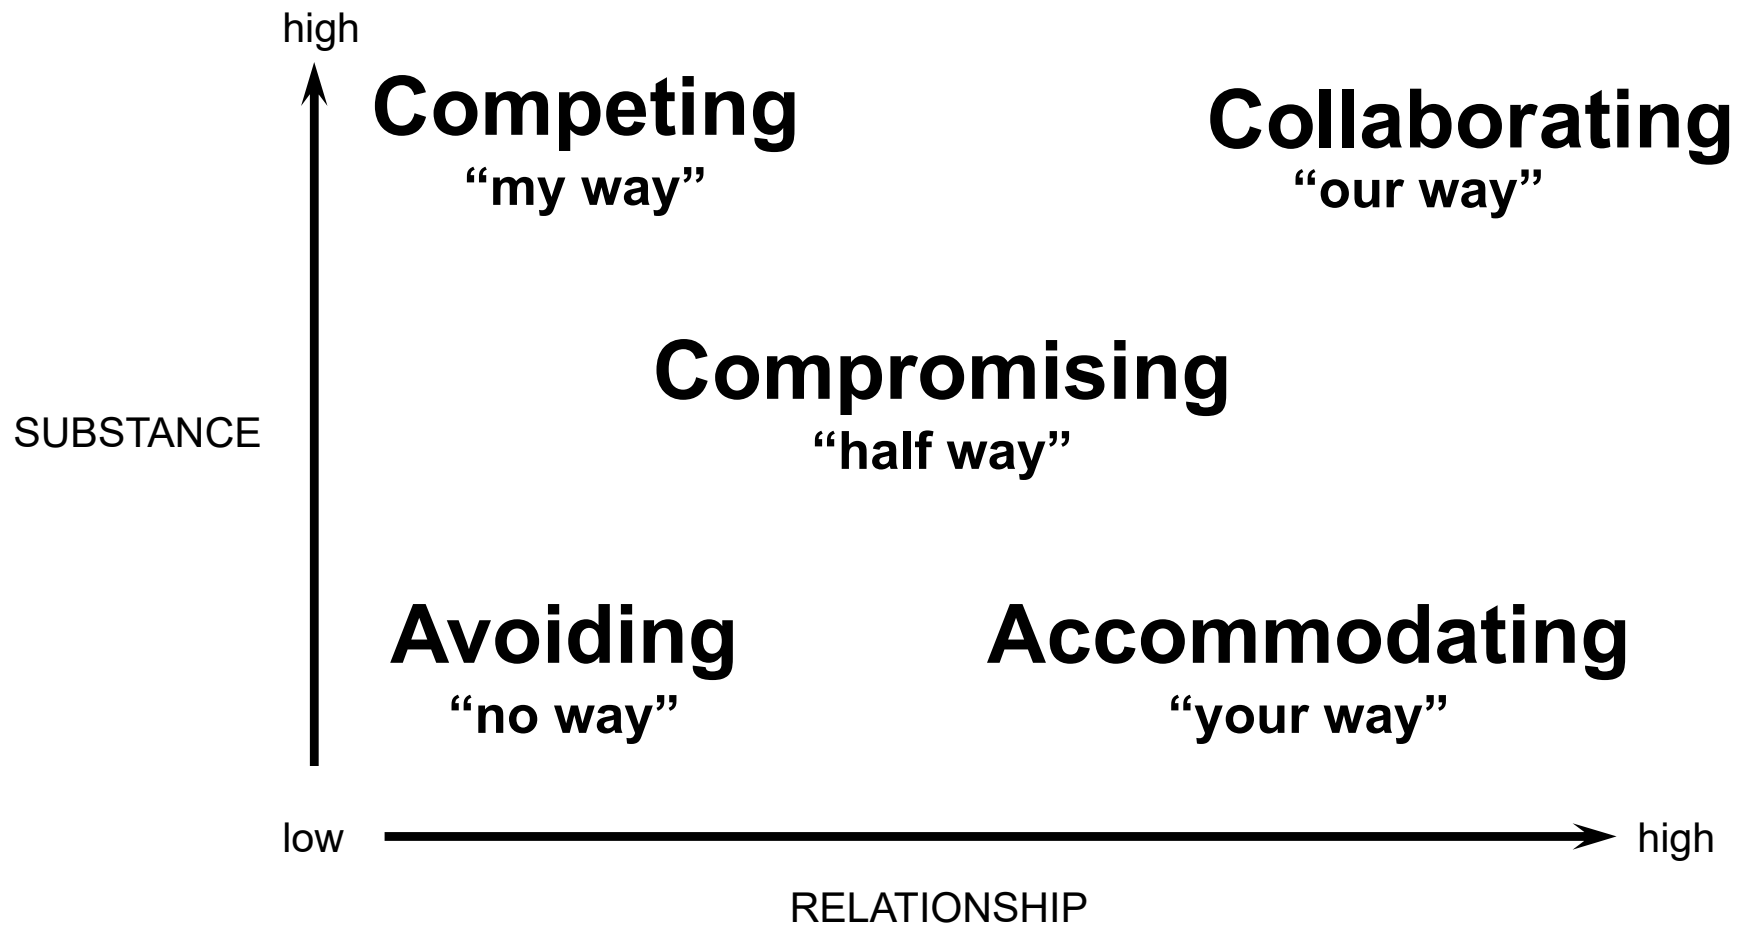 high
Competing
“my way”
Collaborating
“our way”
Compromising
“half way”
SUBSTANCE
Avoiding
“no way”
Accommodating
“your way”
low
high
RELATIONSHIP